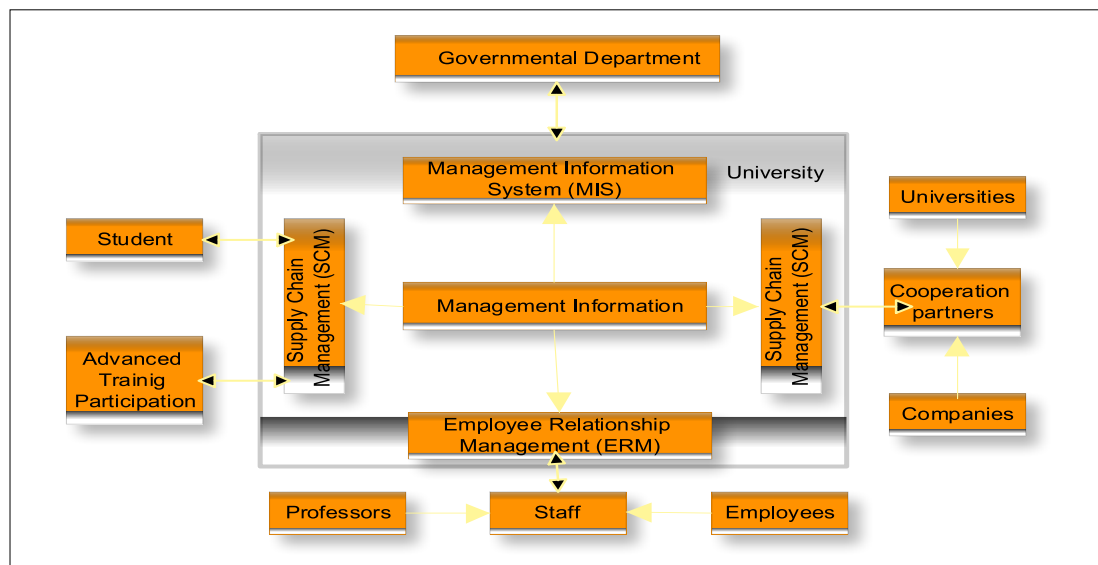 Governmental Department
Management Information
System (MIS)
University
Universities
Student
Supply Chain
Management (SCM)
Supply Chain
Management (SCM)
Management Information
Cooperation
partners
Advanced
Trainig
Participation
Companies
Employee Relationship
Management (ERM)
Professors
Staff
Employees